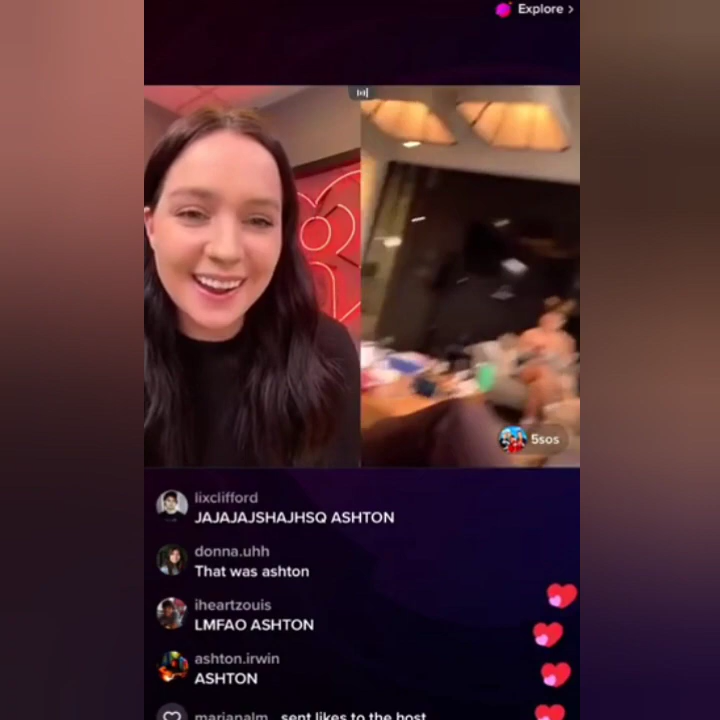 Explore >
5sos
lixclifford
JAJAJAJSHAJHSQ ASHTON
donna.uhh
That was ashton
iheartzouis
LMFAO ASHTON
ashton.irwin
ASHTON
marianalm_ sent likes to the host